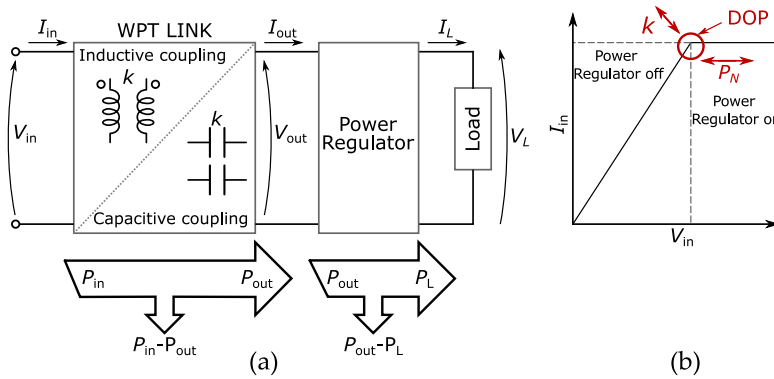 WPT LINK
I_in
I_out
I_L
Inductive coupling
k
k
V_in
V_out
V_L
Power
Regulator
Load
Capacitive coupling
P_in
P_out
P_out
P_L
P_in-P_out
P_out-P_L
(a)
k
DOP
Power
Regulator off
P_N
Power
Regulator on
I_in
V_in
(b)